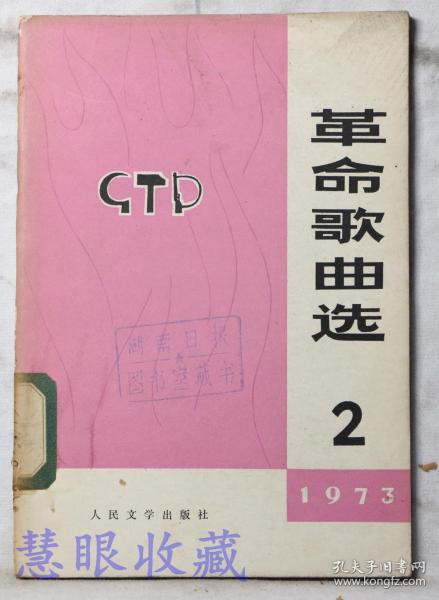 革命歌曲选
2
1973
湖南日报
图书室藏书
人民文学出版社
慧眼收藏
孔夫子旧书网
www.kongfz.com